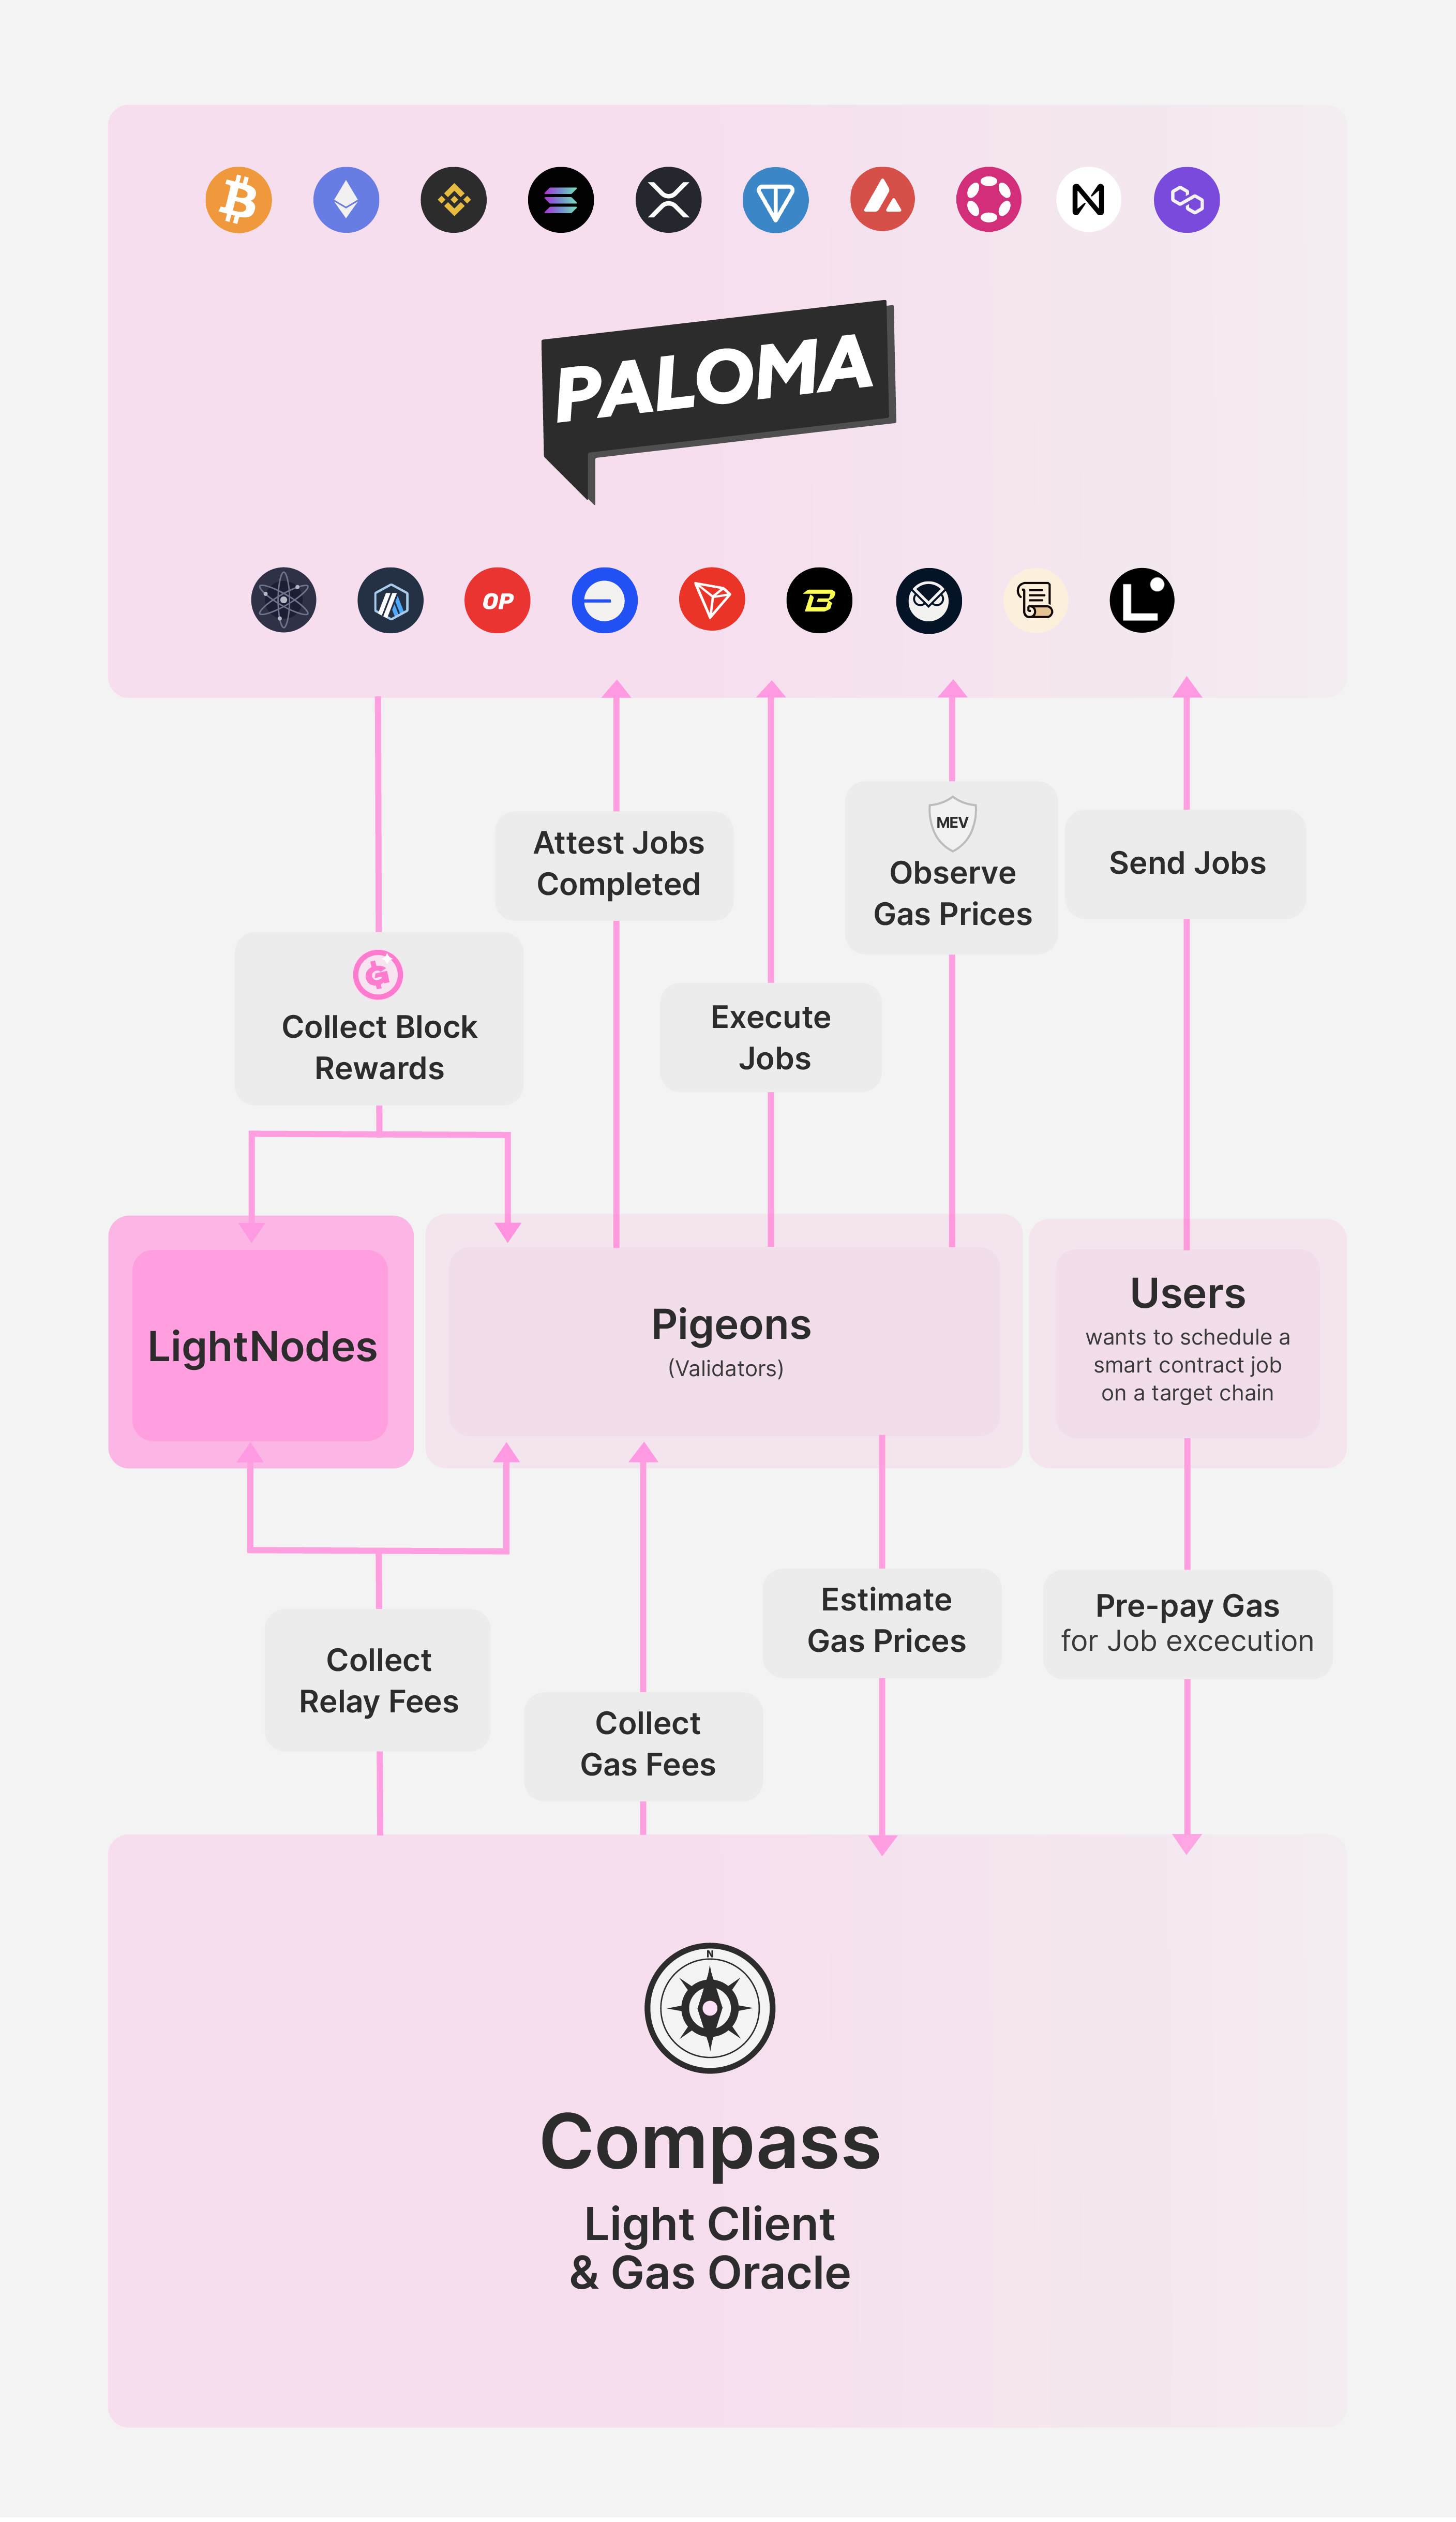 OP
PALOMA
MEV
Attest Jobs
Completed
Observe
Gas Prices
Send Jobs
Collect Block
Rewards
Execute
Jobs
LightNodes
Pigeons
(Validators)
Users
wants to schedule a
smart contract job
on a target chain
Collect
Relay Fees
Collect
Gas Fees
Estimate
Gas Prices
Pre-pay Gas
for Job excecution
N
Compass
Light Client
& Gas Oracle